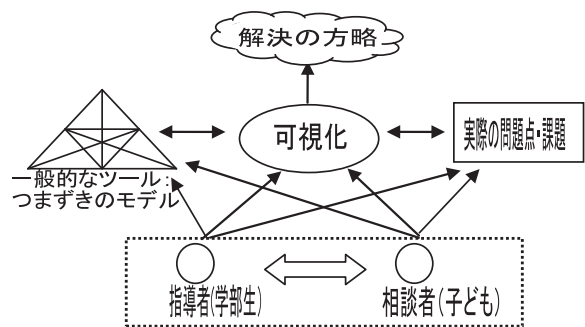 解決の方略
可視化
実際の問題点・課題
一般的なツール：
つまずきのモデル
指導者(学部生)
相談者(子ども)